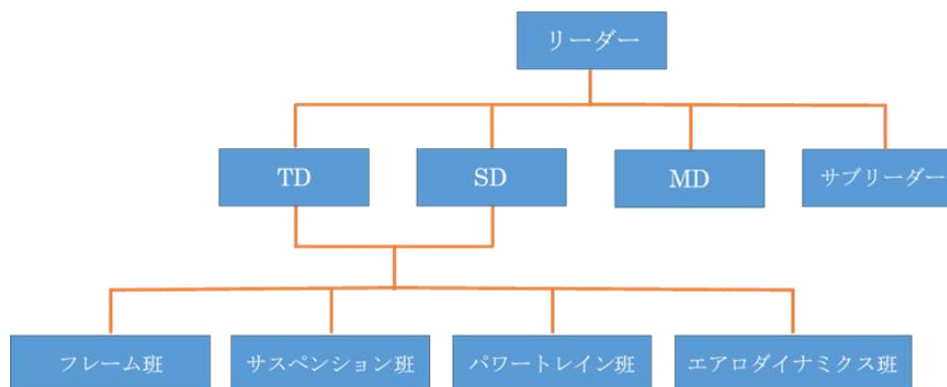 リーダー
TD
SD
MD
サブリーダー
フレーム班
サスペンション班
パワートレイン班
エアロダイナミクス班